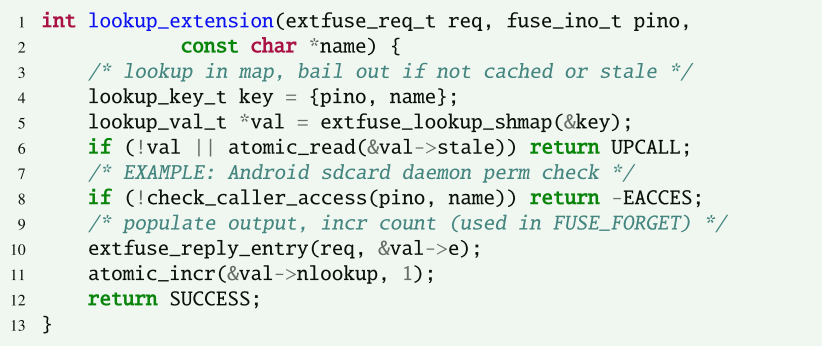 1 int lookup_extension(extfuse_req_t req, fuse_ino_t pino,
2             const char *name) {
3     /* lookup in map, bail out if not cached or stale */
4     lookup_key_t key = {pino, name};
5     lookup_val_t *val = extfuse_lookup_shmap(&key);
6     if (!val || atomic_read(&val->stale)) return UPCALL;
7     /* EXAMPLE: Android sdcard daemon perm check */
8     if (!check_caller_access(pino, name)) return -EACCES;
9     /* populate output, incr count (used in FUSE_FORGET) */
10     extfuse_reply_entry(req, &val->e);
11     atomic_incr(&val->nlookup, 1);
12     return SUCCESS;
13 }